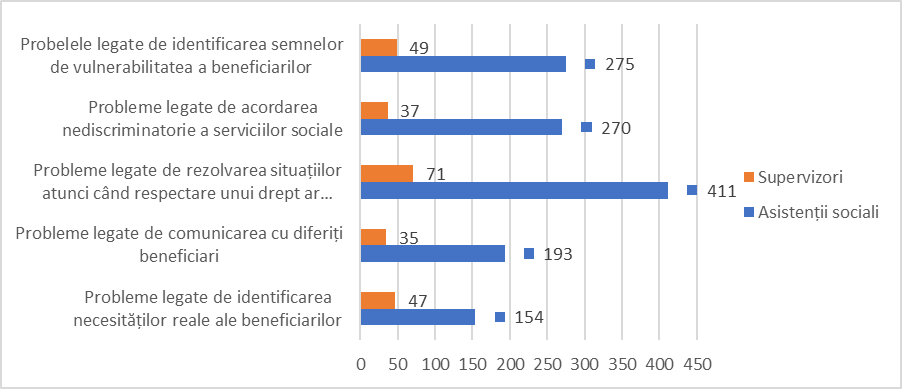 Probelele legate de identificarea semnelor
de vulnerabilitatea a beneficiarilor
49
275
Probleme legate de acordarea
nediscriminatorie a serviciilor sociale
37
270
Probleme legate de rezolvarea situațiilor
atunci când respectare unui drept ar…
71
411
Probleme legate de comunicarea cu diferiți
beneficiari
35
193
Probleme legate de identificarea
necesităților reale ale beneficiarilor
47
154
0 50 100 150 200 250 300 350 400 450
Supervizori
Asistenții sociali